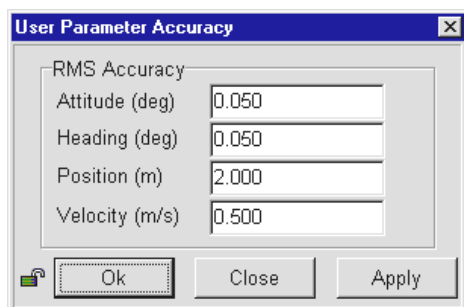 User Parameter Accuracy
RMS Accuracy
Attitude (deg) 0.050
Heading (deg) 0.050
Position (m) 2.000
Velocity (m/s) 0.500
Ok Close Apply